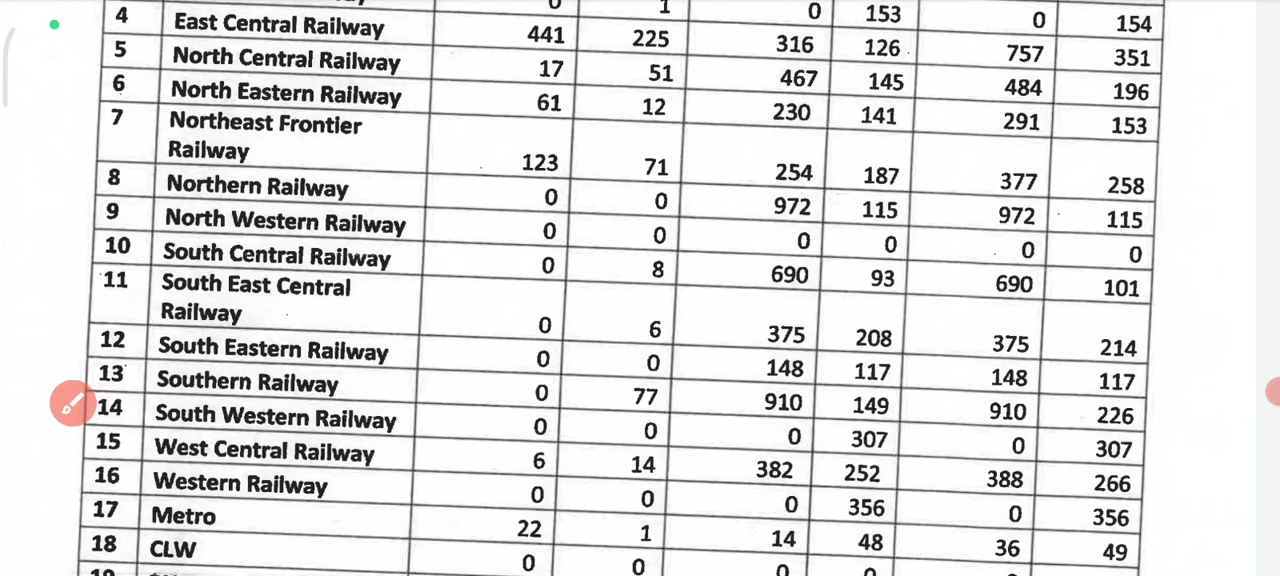 0 1 0 153 0 154
4 East Central Railway 441 225 316 126 757 351
5 North Central Railway 17 51 467 145 484 196
6 North Eastern Railway 61 12 230 141 291 153
7 Northeast Frontier
Railway 123 71 254 187 377 258
8 Northern Railway 0 0 972 115 972 115
9 North Western Railway 0 0 0 0 0 0
10 South Central Railway 0 8 690 93 690 101
11 South East Central
Railway 0 6 375 208 375 214
12 South Eastern Railway 0 0 148 117 148 117
13 Southern Railway 0 77 910 149 910 226
14 South Western Railway 0 0 0 307 0 307
15 West Central Railway 6 14 382 252 388 266
16 Western Railway 0 0 0 356 0 356
17 Metro 22 1 14 48 36 49
18 CLW 0 0 0 0